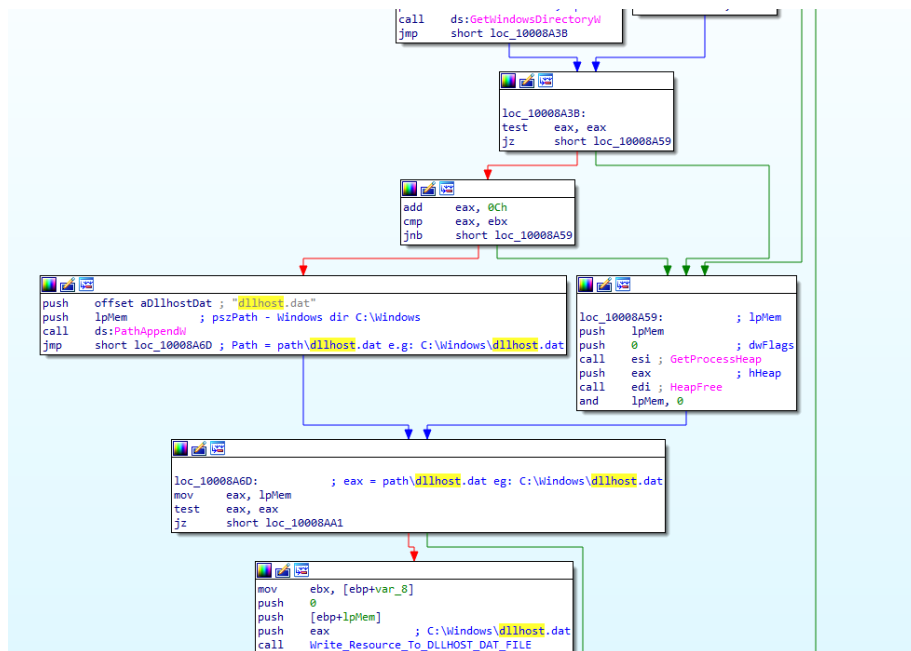 call ds:GetWindowsDirectoryW
jmp short loc_10008A3B
loc_10008A3B:
test eax, eax
jz short loc_10008A59
add eax, 0Ch
cmp eax, ebx
jnb short loc_10008A59
push offset aDllhostDat ; "dllhost.dat"
push lpMem ; pszPath - Windows dir C:\Windows
call ds:PathAppendW
jmp short loc_10008A6D ; Path = path\dllhost.dat e.g: C:\Windows\dllhost.dat
loc_10008A59: ; lpMem
push lpMem
push 0 ; dwFlags
call esi ; GetProcessHeap
push eax ; hHeap
call edi ; HeapFree
and lpMem, 0
loc_10008A6D: ; eax = path\dllhost.dat eg: C:\Windows\dllhost.dat
mov eax, lpMem
test eax, eax
jz short loc_10008AA1
mov ebx, [ebp+var_8]
push 0
push [ebp+lpMem]
push eax ; C:\Windows\dllhost.dat
call Write_Resource_To_DLLHOST_DAT_FILE